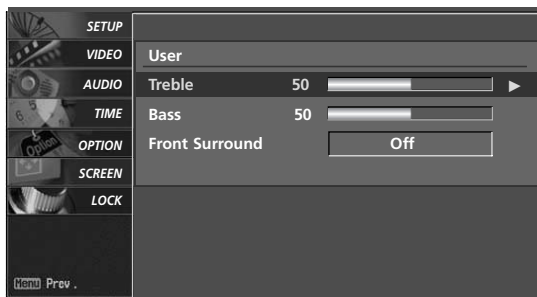 SETUP
VIDEO
AUDIO
TIME
OPTION
SCREEN
LOCK
Menu Prev.
User
Treble 50 ▶
Bass 50
Front Surround Off